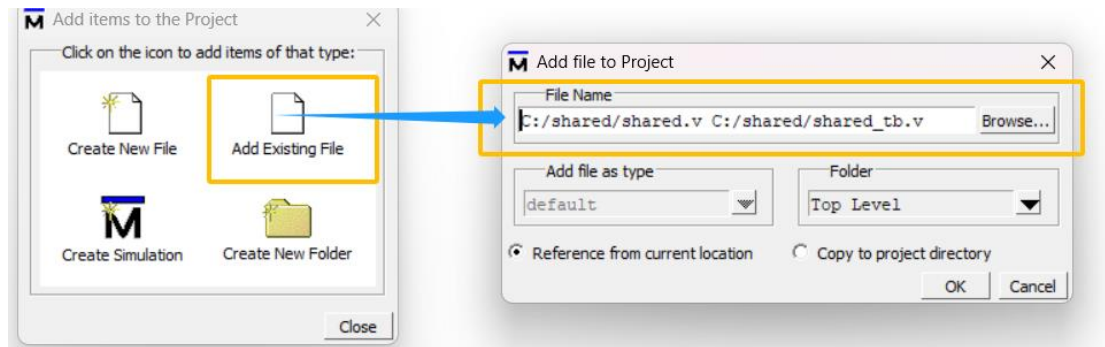 M Add items to the Project
Click on the icon to add items of that type:
Create New File
Add Existing File
M
Create Simulation
Create New Folder
Close
M Add file to Project
File Name
C:/shared/shared.v C:/shared/shared_tb.v
Browse...
Add file as type
default
Folder
Top Level
Reference from current location
Copy to project directory
OK
Cancel